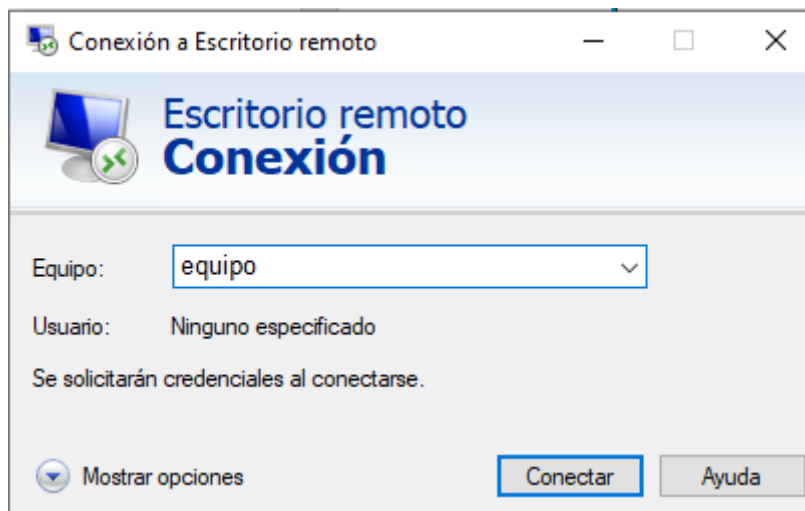 Conexión a Escritorio remoto
Escritorio remoto
Conexión
Equipo: equipo
Usuario: Ninguno especificado
Se solicitarán credenciales al conectarse.
Mostrar opciones Conectar Ayuda